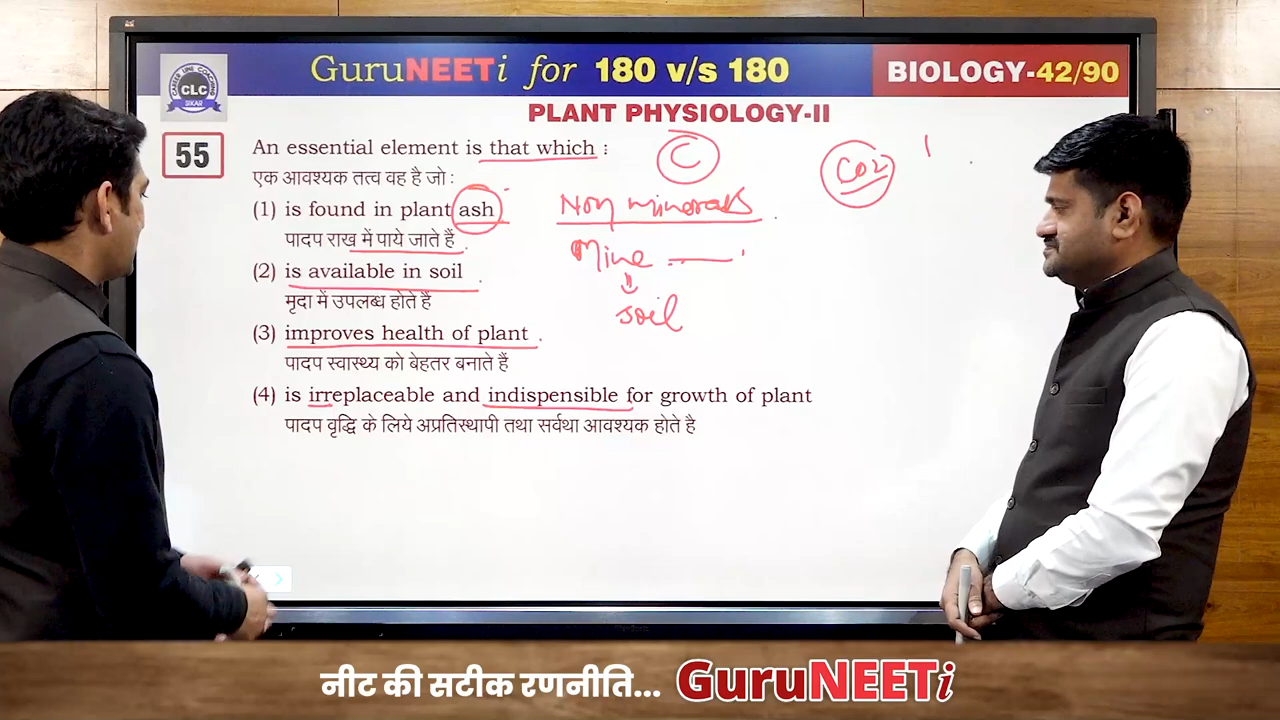 GuruNEETi for 180 v/s 180
BIOLOGY-42/90
CAREER LINE COACHING
CLC
SIKAR
PLANT PHYSIOLOGY-II
55
An essential element is that which :
एक आवश्यक तत्व वह है जो :
(1) is found in plant ash
पादप राख में पाये जाते हैं
(2) is available in soil
मृदा में उपलब्ध होते हैं
(3) improves health of plant
पादप स्वास्थ्य को बेहतर बनाते हैं
(4) is irreplaceable and indispensible for growth of plant
पादप वृद्धि के लिये अप्रतिस्थापी तथा सर्वथा आवश्यक होते है
C
CO2
Non minerals
Mine
soil
नीट की सटीक रणनीति... GuruNEETi